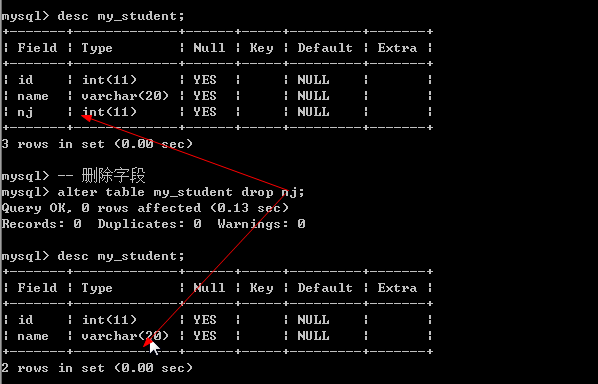 mysql> desc my_student;
+-------+-------------+------+-----+---------+-------+
| Field | Type | Null | Key | Default | Extra |
+-------+-------------+------+-----+---------+-------+
| id | int(11) | YES | | NULL | |
| name | varchar(20) | YES | | NULL | |
| nj | int(11) | YES | | NULL | |
+-------+-------------+------+-----+---------+-------+
3 rows in set (0.00 sec)
mysql> -- 删除字段
mysql> alter table my_student drop nj;
Query OK, 0 rows affected (0.13 sec)
Records: 0 Duplicates: 0 Warnings: 0
mysql> desc my_student;
+-------+-------------+------+-----+---------+-------+
| Field | Type | Null | Key | Default | Extra |
+-------+-------------+------+-----+---------+-------+
| id | int(11) | YES | | NULL | |
| name | varchar(20) | YES | | NULL | |
+-------+-------------+------+-----+---------+-------+
2 rows in set (0.00 sec)